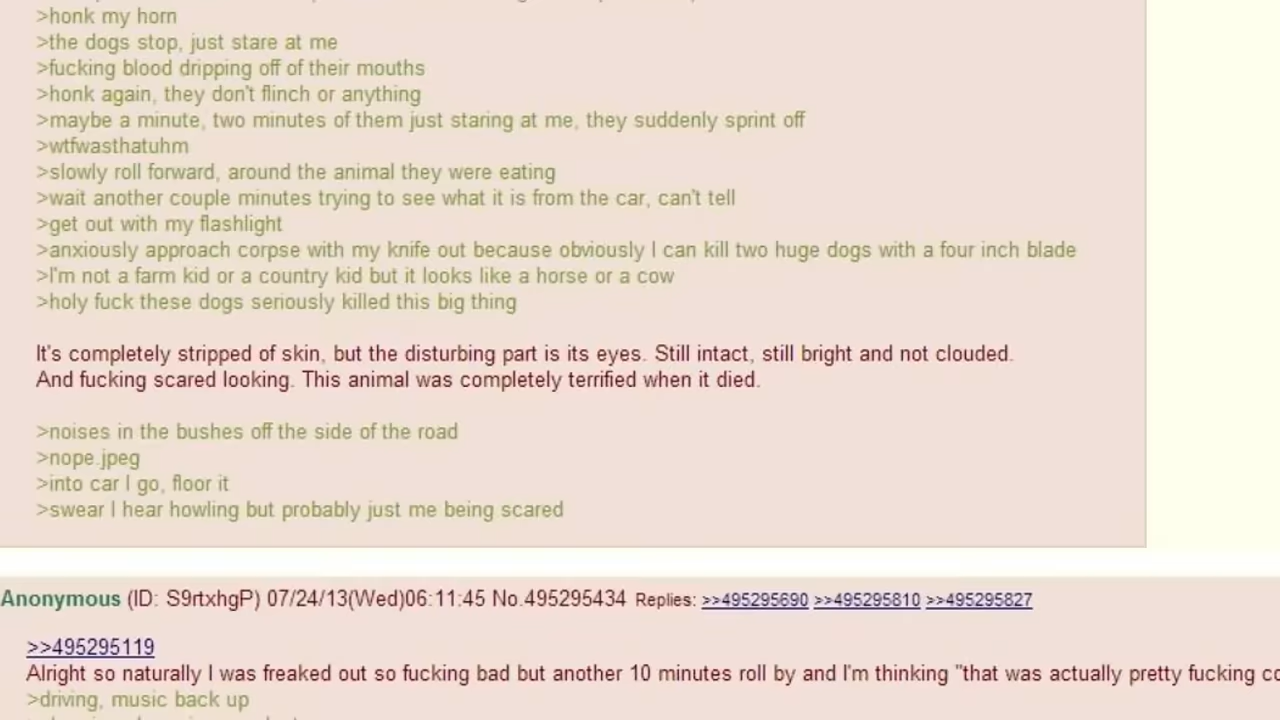 >honk my horn
>the dogs stop, just stare at me
>fucking blood dripping off of their mouths
>honk again, they don't flinch or anything
>maybe a minute, two minutes of them just staring at me, they suddenly sprint off
>wtfwasthatuhm
>slowly roll forward, around the animal they were eating
>wait another couple minutes trying to see what it is from the car, can't tell
>get out with my flashlight
>anxiously approach corpse with my knife out because obviously I can kill two huge dogs with a four inch blade
>I'm not a farm kid or a country kid but it looks like a horse or a cow
>holy fuck these dogs seriously killed this big thing
It's completely stripped of skin, but the disturbing part is its eyes. Still intact, still bright and not clouded.
And fucking scared looking. This animal was completely terrified when it died.
>noises in the bushes off the side of the road
>nope.jpeg
>into car I go, floor it
>swear I hear howling but probably just me being scared
Anonymous (ID: S9rtxhgP) 07/24/13(Wed)06:11:45 No.495295434 Replies: >>495295690 >>495295810 >>495295827
>>495295119
Alright so naturally I was freaked out so fucking bad but another 10 minutes roll by and I'm thinking "that was actually pretty fucking co
>driving, music back up